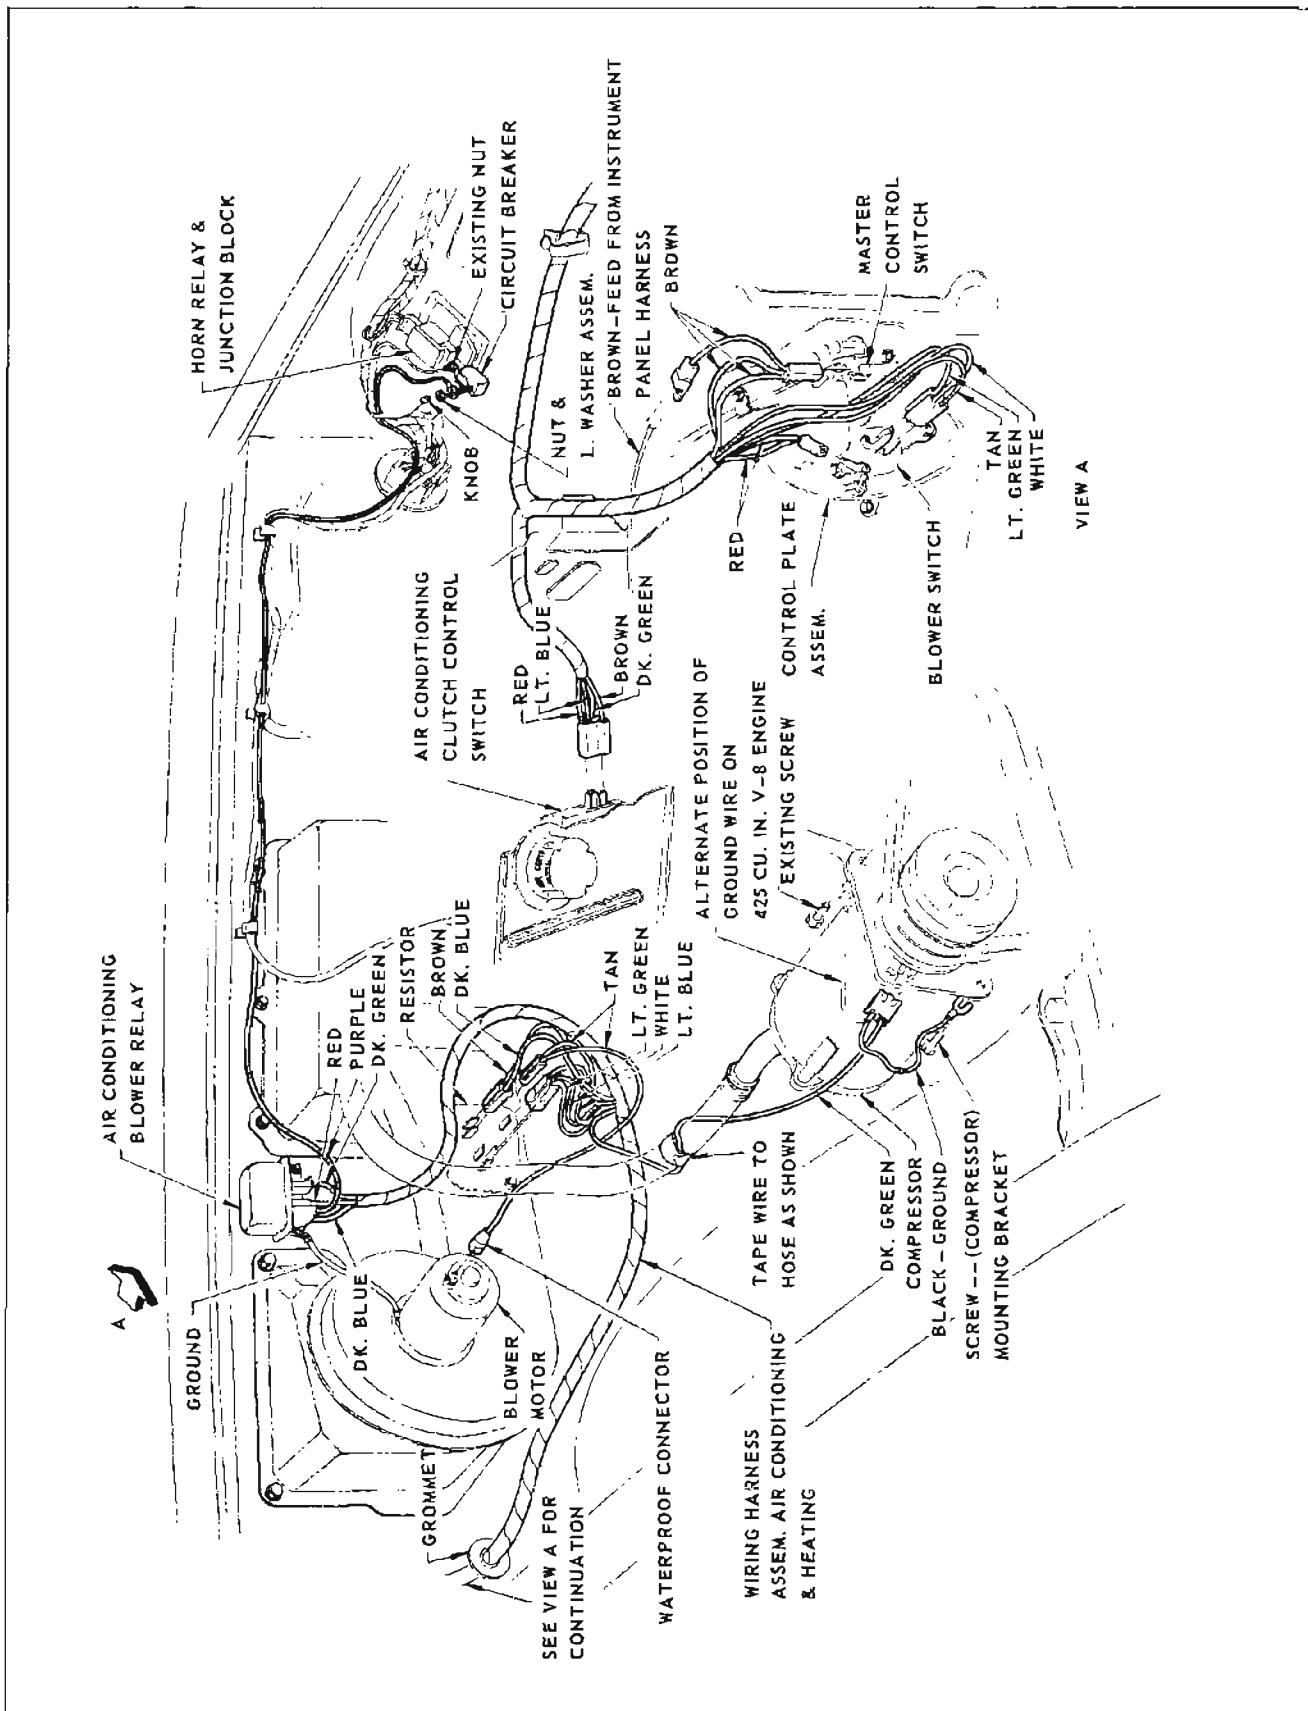 AIR CONDITIONING
BLOWER RELAY
HORN RELAY &
JUNCTION BLOCK
A
GROUND
RED
PURPLE
DK. GREEN
RESISTOR
BROWN
DK. BLUE
DK. BLUE
GROMMET
BLOWER
MOTOR
SEE VIEW A FOR
CONTINUATION
WATERPROOF CONNECTOR
WIRING HARNESS
ASSEM. AIR CONDITIONING
& HEATING
TAN
LT. GREEN
WHITE
LT. BLUE
AIR CONDITIONING
CLUTCH CONTROL
SWITCH
KNOB
EXISTING NUT
CIRCUIT BREAKER
NUT &
L. WASHER ASSEM.
BROWN-FEED FROM INSTRUMENT
PANEL HARNESS
BROWN
RED
LT. BLUE
BROWN
DK. GREEN
ALTERNATE POSITION OF
GROUND WIRE ON
425 CU. IN. V-8 ENGINE
EXISTING SCREW
TAPE WIRE TO
HOSE AS SHOWN
DK. GREEN
COMPRESSOR
BLACK - GROUND
SCREW -- (COMPRESSOR)
MOUNTING BRACKET
RED
CONTROL PLATE
ASSEM.
MASTER
CONTROL
SWITCH
BLOWER SWITCH
TAN
LT. GREEN
WHITE
VIEW A